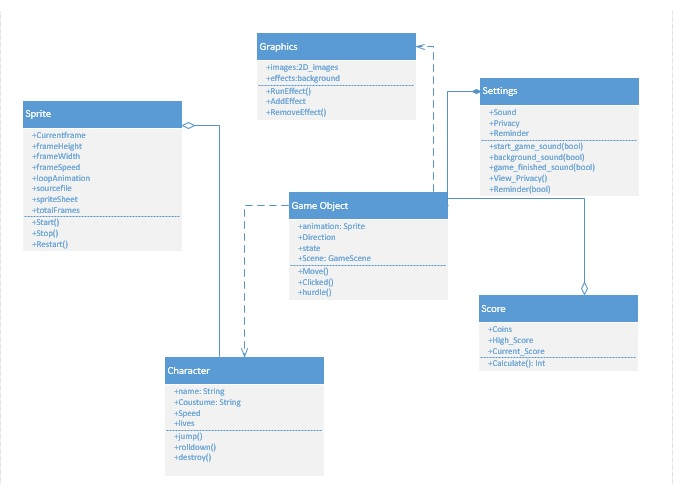 Graphics
+images:2D_images
+effects:background
+RunEffect()
+AddEffect
+RemoveEffect()
Settings
+Sound
+Privacy
+Reminder
+start_game_sound(bool)
+background_sound(bool)
+game_finished_sound(bool)
+View_Privacy()
+Reminder(bool)
Sprite
+Currentframe
+frameHeight
+frameWidth
+frameSpeed
+loopAnimation
+sourcefile
+spriteSheet
+totalFrames
+Start()
+Stop()
+Restart()
Game Object
+animation: Sprite
+Direction
+state
+Scene: GameScene
+Move()
+Clicked()
+hurdle()
Score
+Coins
+High_Score
+Current_Score
+Calculate(): Int
Character
+name: String
+Coustume: String
+Speed
+lives
+jump()
+rolldown()
+destroy()